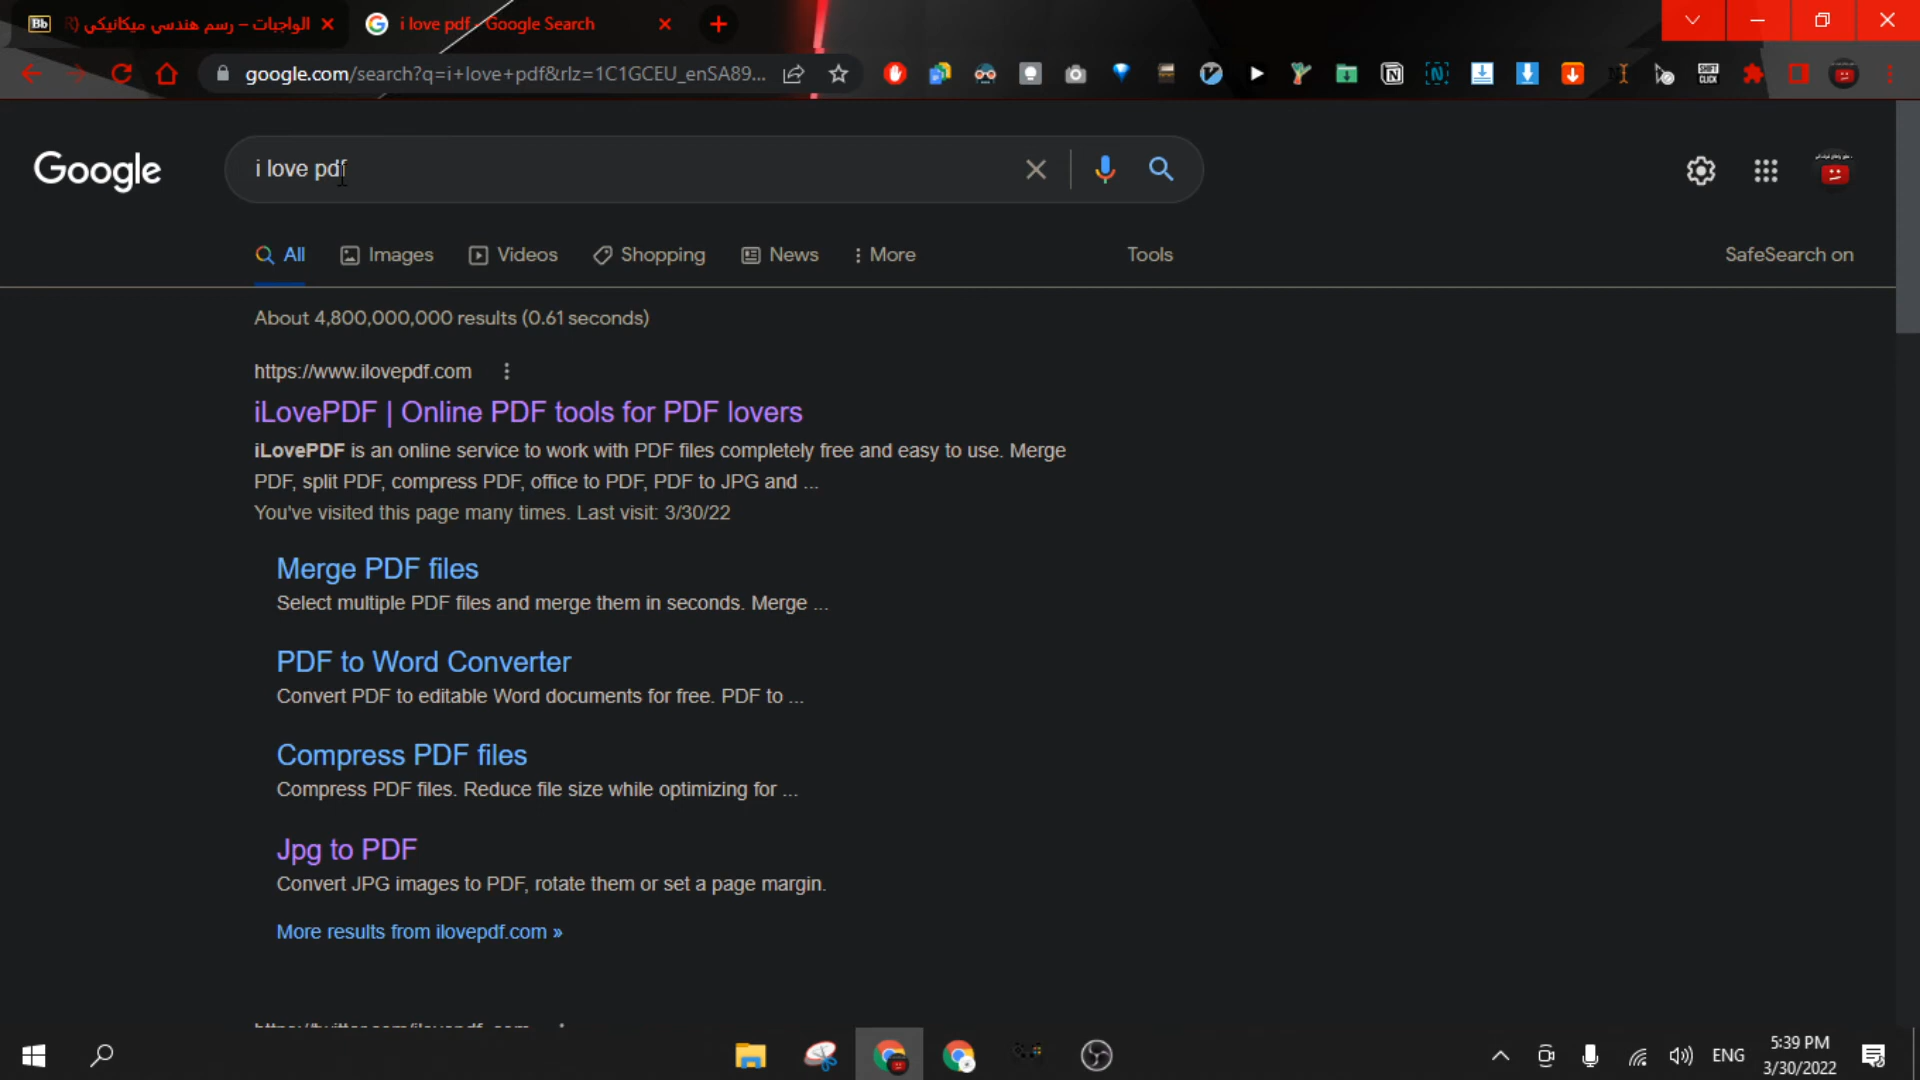 الواجبات – رسم هندسي ميكانيكي (R
i love pdf - Google Search
google.com/search?q=i+love+pdf&rlz=1C1GCEU_enSA89...
Google
i love pdf
All Images Videos Shopping News More Tools SafeSearch on
About 4,800,000,000 results (0.61 seconds)
https://www.ilovepdf.com
iLovePDF | Online PDF tools for PDF lovers
iLovePDF is an online service to work with PDF files completely free and easy to use. Merge
PDF, split PDF, compress PDF, office to PDF, PDF to JPG and ...
You've visited this page many times. Last visit: 3/30/22
Merge PDF files
Select multiple PDF files and merge them in seconds. Merge ...
PDF to Word Converter
Convert PDF to editable Word documents for free. PDF to ...
Compress PDF files
Compress PDF files. Reduce file size while optimizing for ...
Jpg to PDF
Convert JPG images to PDF, rotate them or set a page margin.
More results from ilovepdf.com »
ENG
5:39 PM
3/30/2022